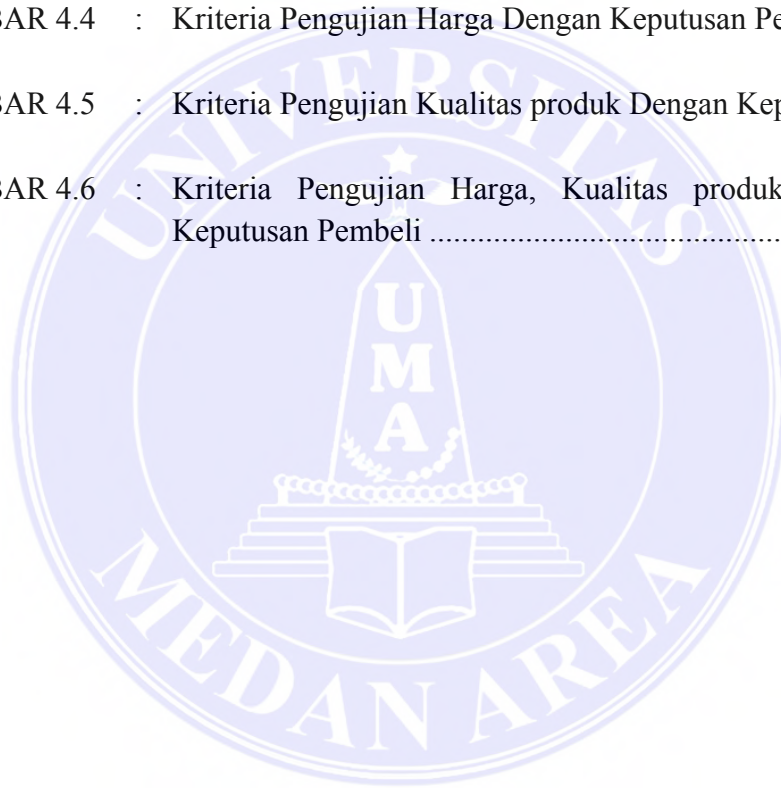 BAR 4.4 : Kriteria Pengujian Harga Dengan Keputusan Pe
BAR 4.5 : Kriteria Pengujian Kualitas produk Dengan Kep
BAR 4.6 : Kriteria Pengujian Harga, Kualitas produk
Keputusan Pembeli ........................................
UNIVERSITAS
UMA
MEDAN AREA